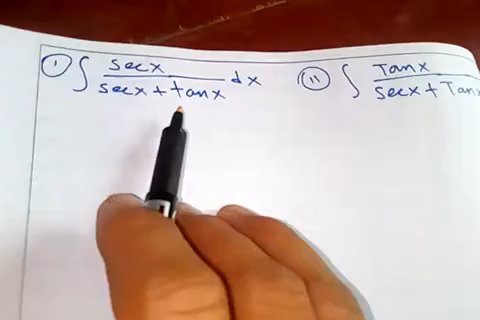 (i) ∫ secx / secx + tanx dx
(ii) ∫ Tanx / secx + Tanx